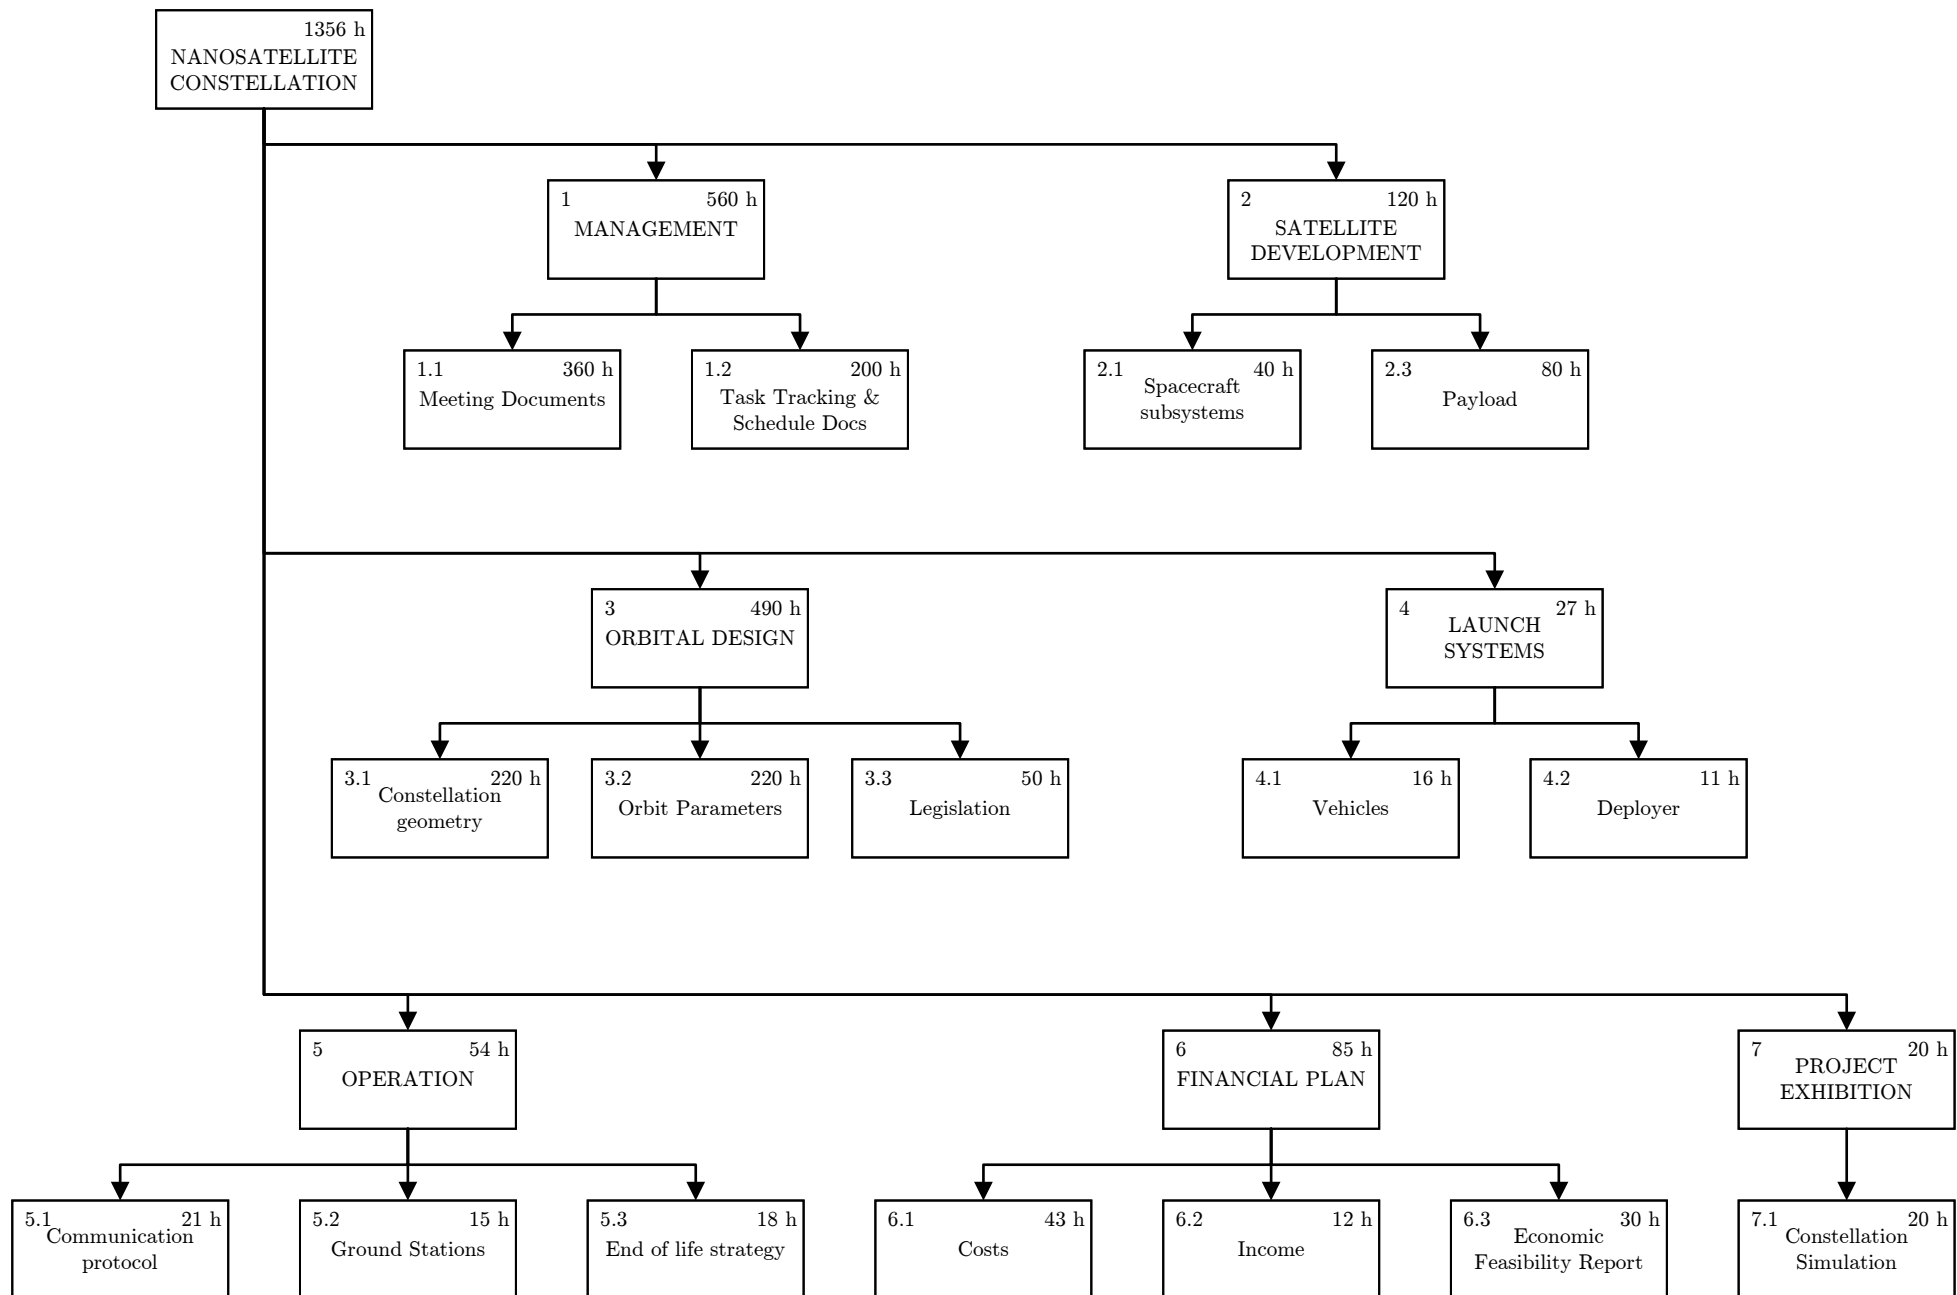 1356 h
NANOSATELLITE
CONSTELLATION
1 560 h
MANAGEMENT
2 120 h
SATELLITE
DEVELOPMENT
1.1 360 h
Meeting Documents
1.2 200 h
Task Tracking &
Schedule Docs
2.1 40 h
Spacecraft
subsystems
2.3 80 h
Payload
3 490 h
ORBITAL DESIGN
4 27 h
LAUNCH
SYSTEMS
3.1 220 h
Constellation
geometry
3.2 220 h
Orbit Parameters
3.3 50 h
Legislation
4.1 16 h
Vehicles
4.2 11 h
Deployer
5 54 h
OPERATION
6 85 h
FINANCIAL PLAN
7 20 h
PROJECT
EXHIBITION
5.1 21 h
Communication
protocol
5.2 15 h
Ground Stations
5.3 18 h
End of life strategy
6.1 43 h
Costs
6.2 12 h
Income
6.3 30 h
Economic
Feasibility Report
7.1 20 h
Constellation
Simulation